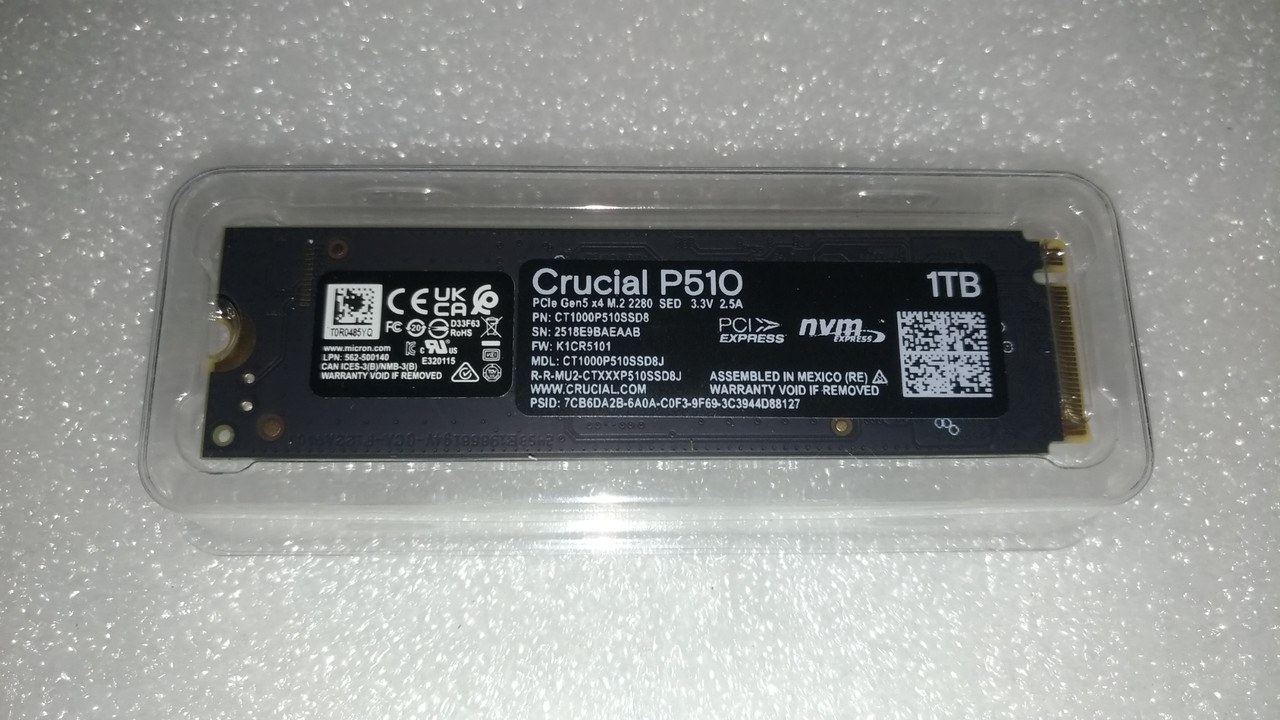 T0R0485YQ
CE UK CA
FC 20 D33F63
RoHS
c UL us
E320115
www.micron.com
LPN: 562-500140
CAN ICES-3(B)/NMB-3(B)
WARRANTY VOID IF REMOVED
Crucial P510
1TB
PCIe Gen5 x4 M.2 2280 SED 3.3V 2.5A
PN: CT1000P510SSD8
SN: 2518E9BAEAAB
FW: K1CR5101
MDL: CT1000P510SSD8J
R-R-MU2-CTXXXP510SSD8J
WWW.CRUCIAL.COM
PSID: 7CB6DA2B-6A0A-C0F3-9F69-3C3944D88127
PCI EXPRESS
nvm EXPRESS
ASSEMBLED IN MEXICO (RE)
WARRANTY VOID IF REMOVED